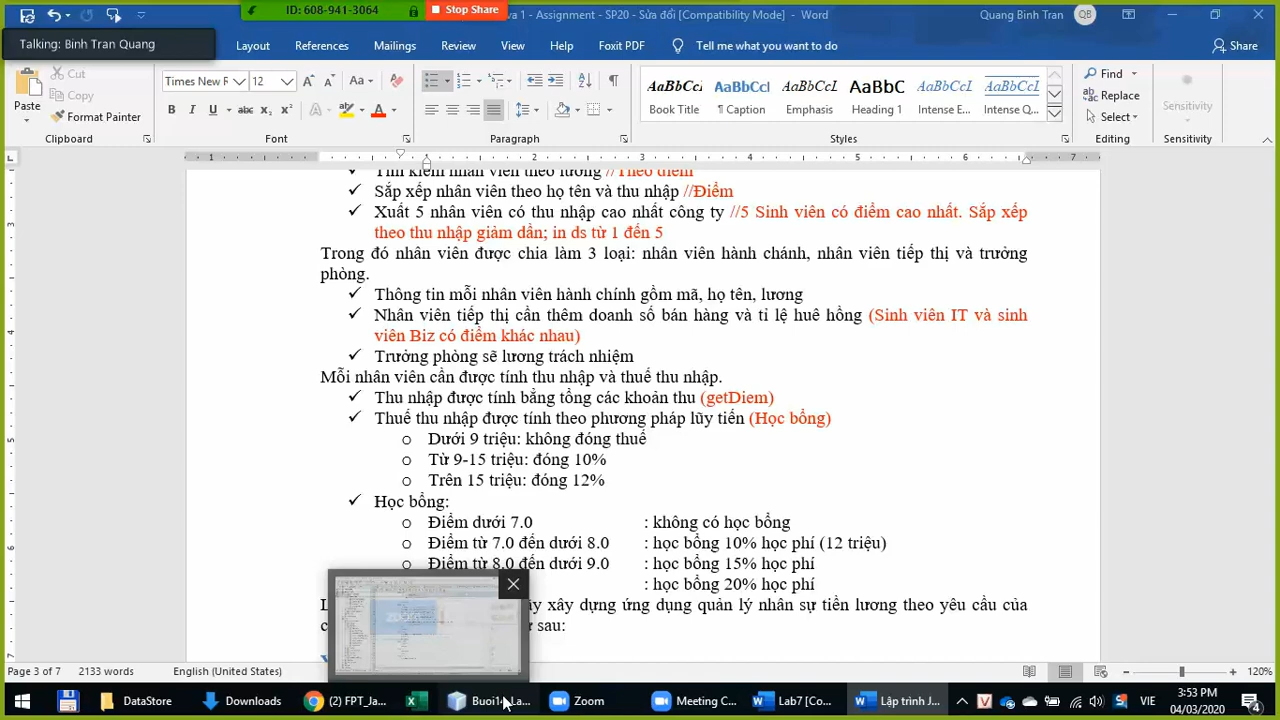 ID: 608-941-3064
Stop Share
va 1 - Assignment - SP20 - Sửa đổi [Compatibility Mode] - Word
Quang Binh Tran
QB
Talking: Binh Tran Quang
Layout
References
Mailings
Review
View
Help
Foxit PDF
Tell me what you want to do
Share
Paste
Cut
Copy
Format Painter
Times New R
12
AaBbCc
Book Title
AaBbCcL
¶ Caption
AaBbCcL
Emphasis
AaBbC
Heading 1
AaBbCcL
Intense E...
AaBbCcL
Intense Q...
Find
Replace
Select
Sensitivity
Clipboard
Font
Paragraph
Styles
Editing
Sensitivity
Tìm kiếm nhân viên theo lương //Theo điểm
Sắp xếp nhân viên theo họ tên và thu nhập //Điểm
Xuất 5 nhân viên có thu nhập cao nhất công ty //5 Sinh viên có điểm cao nhất. Sắp xếp
theo thu nhập giảm dần; in ds từ 1 đến 5
Trong đó nhân viên được chia làm 3 loại: nhân viên hành chánh, nhân viên tiếp thị và trưởng
phòng.
Thông tin mỗi nhân viên hành chính gồm mã, họ tên, lương
Nhân viên tiếp thị cần thêm doanh số bán hàng và tỉ lệ huê hồng (Sinh viên IT và sinh
viên Biz có điểm khác nhau)
Trưởng phòng sẽ lương trách nhiệm
Mỗi nhân viên cần được tính thu nhập và thuế thu nhập.
Thu nhập được tính bằng tổng các khoản thu (getDiem)
Thuế thu nhập được tính theo phương pháp lũy tiến (Học bổng)
o Dưới 9 triệu: không đóng thuế
o Từ 9-15 triệu: đóng 10%
o Trên 15 triệu: đóng 12%
Học bổng:
o Điểm dưới 7.0 : không có học bổng
o Điểm từ 7.0 đến dưới 8.0 : học bổng 10% học phí (12 triệu)
o Điểm từ 8.0 đến dưới 9.0 : học bổng 15% học phí
: học bổng 20% học phí
xây dựng ứng dụng quản lý nhân sự tiền lương theo yêu cầu của
sau:
Page 3 of 7
2133 words
English (United States)
120%
DataStore
Downloads
(2) FPT_Ja...
Buoi14_La...
Zoom
Meeting C...
Lab7 [Co...
Lập trình J...
VIE
3:53 PM
04/03/2020
4